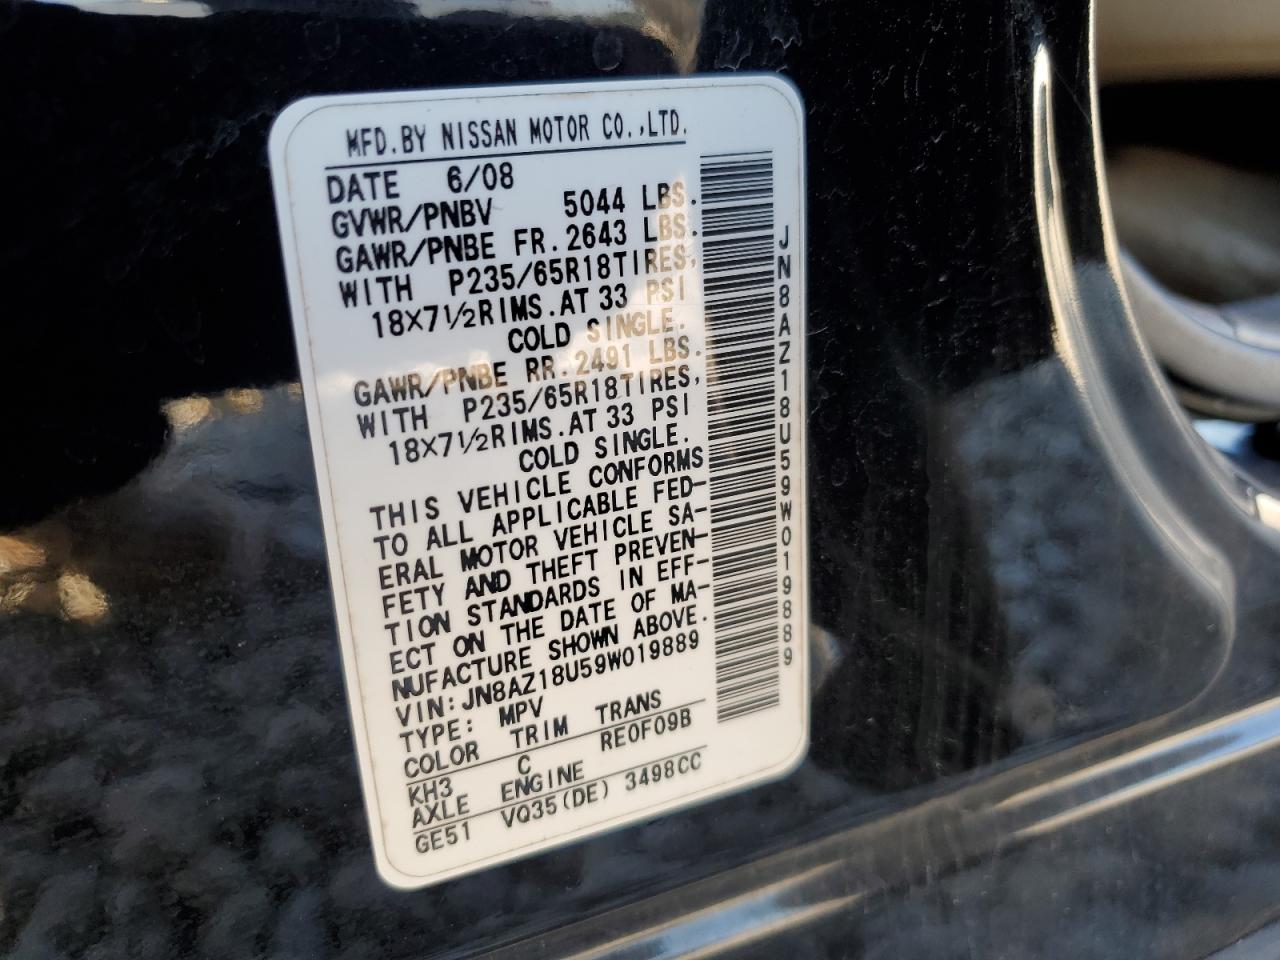 MFD.BY NISSAN MOTOR CO.,LTD.
DATE 6/08
GVWR/PNBV 5044 LBS.
GAWR/PNBE FR.2643 LBS.
WITH P235/65R18TIRES,
18X7½RIMS.AT 33 PSI
COLD SINGLE.
GAWR/PNBE RR.2491 LBS.
WITH P235/65R18TIRES,
18X7½RIMS.AT 33 PSI
COLD SINGLE.
THIS VEHICLE CONFORMS
TO ALL APPLICABLE FED-
ERAL MOTOR VEHICLE SA-
FETY AND THEFT PREVEN-
TION STANDARDS IN EFF-
ECT ON THE DATE OF MA-
NUFACTURE SHOWN ABOVE.
VIN:JN8AZ18U59W019889
TYPE: MPV
COLOR TRIM TRANS
KH3 C RE0F09B
AXLE ENGINE
GE51 VQ35(DE) 3498CC
JN8AZ18U59W019889